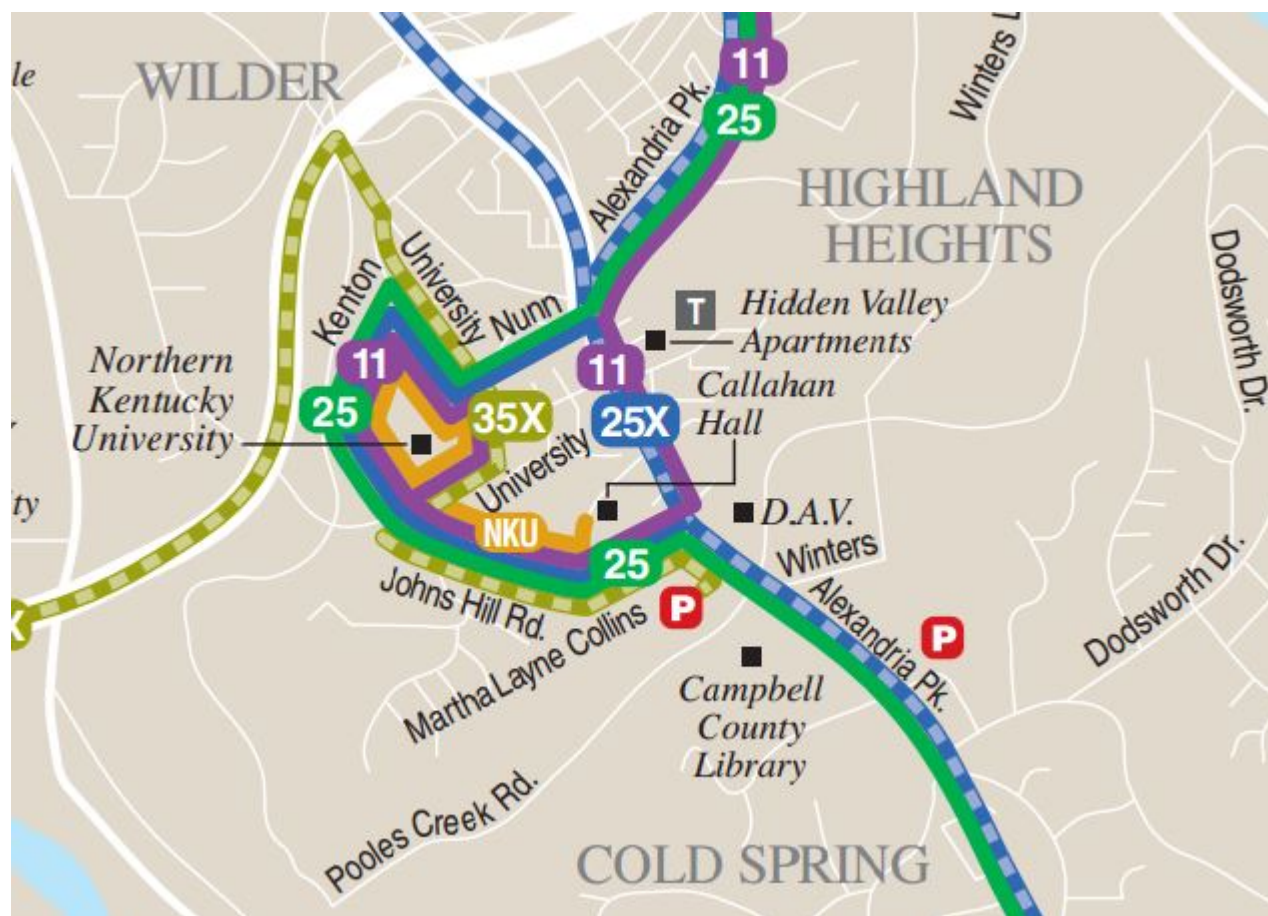 le
WILDER
11
25
Alexandria Pk.
Winters L
HIGHLAND
HEIGHTS
Dodsworth Dr.
Kenton
University
Nunn
T
Hidden Valley
Apartments
Northern
Kentucky
University
11
25
35X
11
25X
Callahan
Hall
University
ty
NKU
D.A.V.
Winters
25
Johns Hill Rd.
Martha Layne Collins
P
P
Alexandria Pk.
Dodsworth Dr.
X
Campbell
County
Library
Pooles Creek Rd.
COLD SPRING